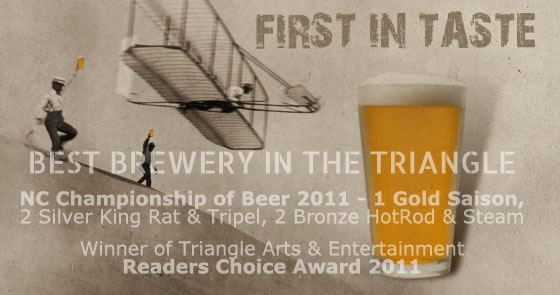 FIRST IN TASTE
BEST BREWERY IN THE TRIANGLE
NC Championship of Beer 2011 - 1 Gold Saison,
2 Silver King Rat & Tripel, 2 Bronze HotRod & Steam
Winner of Triangle Arts & Entertainment
Readers Choice Award 2011